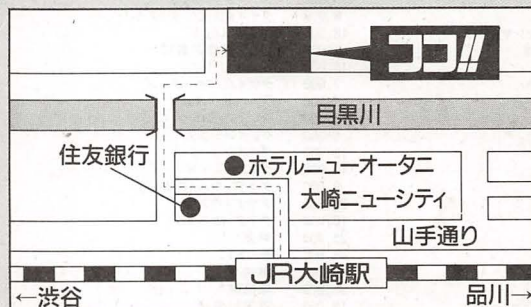 ココ!!
目黒川
住友銀行
ホテルニューオータニ
大崎ニューシティ
山手通り
JR大崎駅
←渋谷
品川→